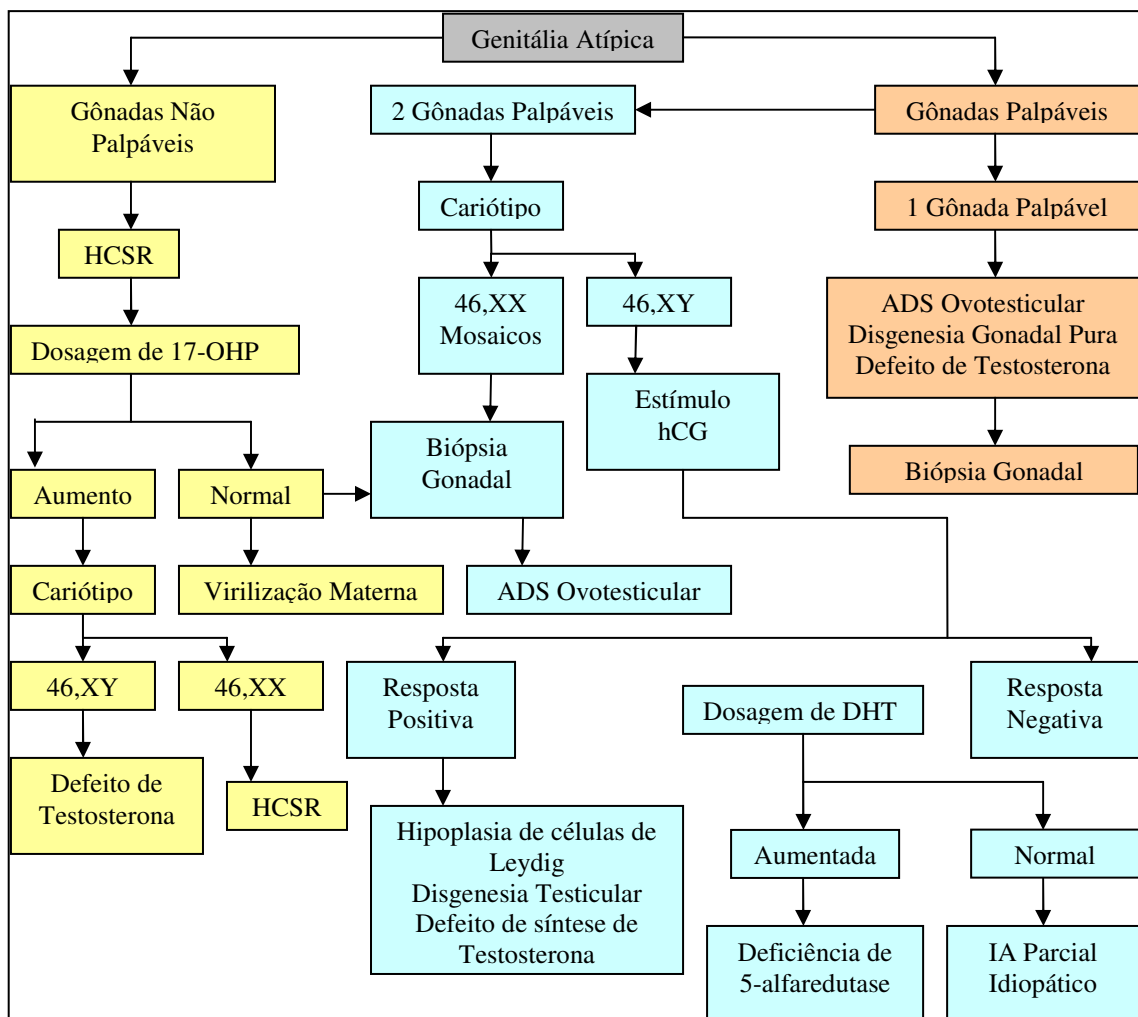 Genitália Atípica
Gônadas Não
Palpáveis
2 Gônadas Palpáveis
Gônadas Palpáveis
Cariótipo
1 Gônada Palpável
HCSR
46,XX
Mosaicos
46,XY
ADS Ovotesticular
Disgenesia Gonadal Pura
Defeito de Testosterona
Dosagem de 17-OHP
Estímulo
hCG
Biópsia
Gonadal
Biópsia Gonadal
Aumento
Normal
Cariótipo
Virilização Materna
ADS Ovotesticular
46,XY
46,XX
Resposta
Positiva
Dosagem de DHT
Resposta
Negativa
Defeito de
Testosterona
HCSR
Hipoplasia de células de
Leydig
Disgenesia Testicular
Defeito de síntese de
Testosterona
Aumentada
Normal
Deficiência de
5-alfaredutase
IA Parcial
Idiopático